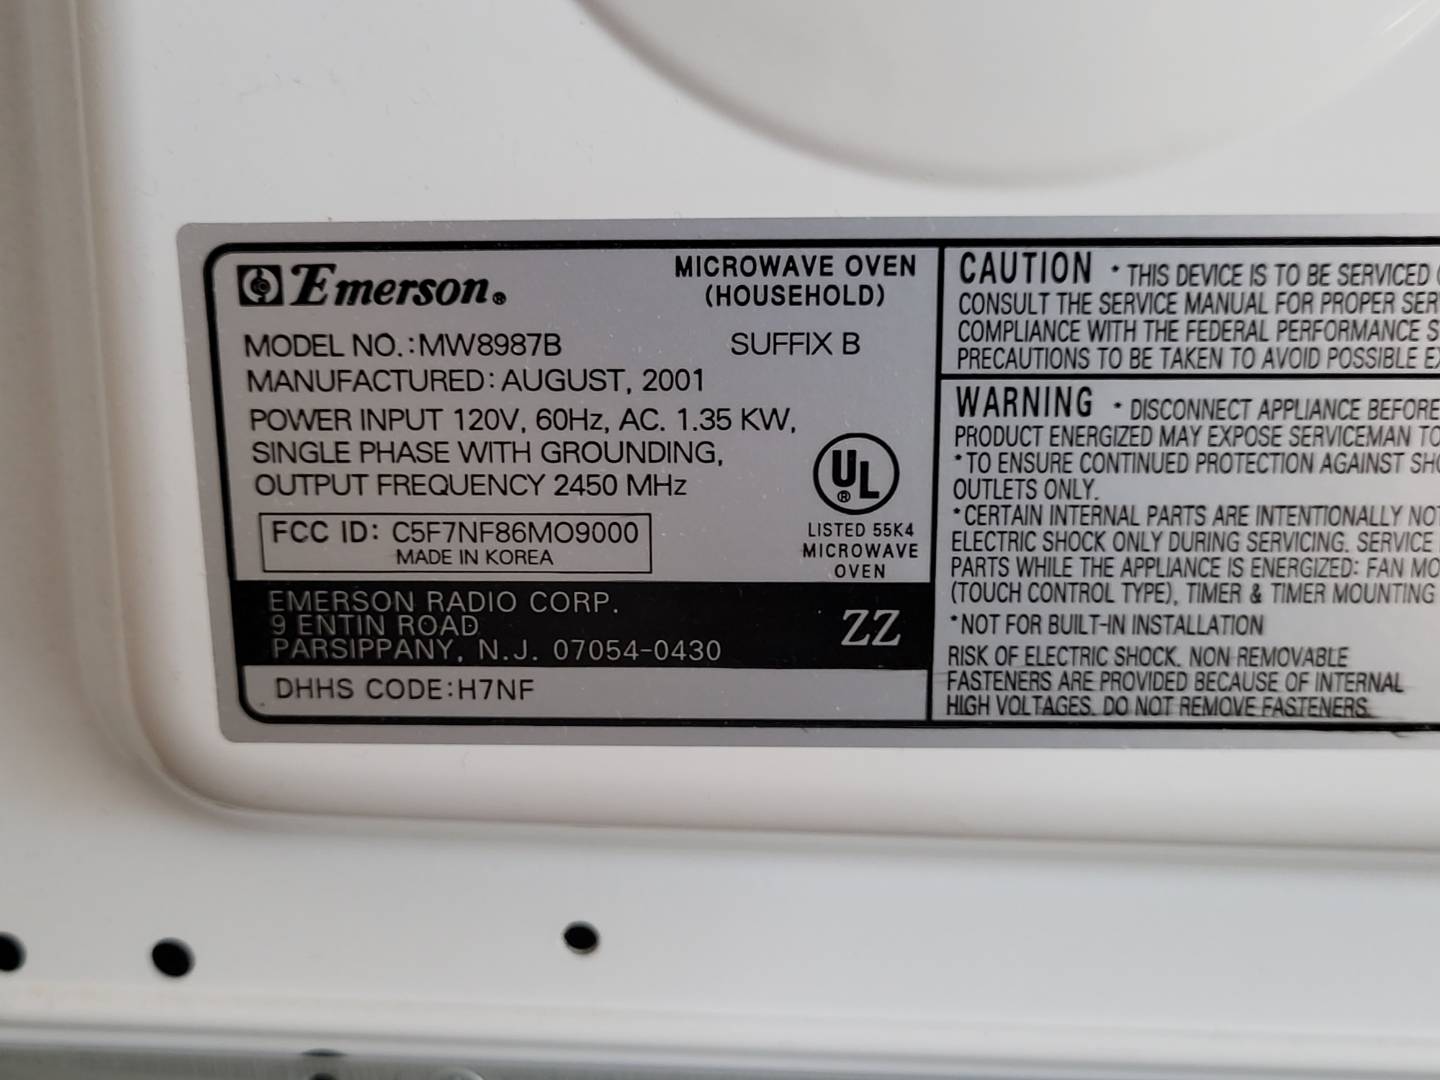 Emerson®
MICROWAVE OVEN
(HOUSEHOLD)
MODEL NO.:MW8987B
SUFFIX B
MANUFACTURED: AUGUST, 2001
POWER INPUT 120V, 60Hz, AC. 1.35 KW,
SINGLE PHASE WITH GROUNDING,
OUTPUT FREQUENCY 2450 MHz
FCC ID: C5F7NF86MO9000
MADE IN KOREA
UL®
LISTED 55K4
MICROWAVE
OVEN
EMERSON RADIO CORP.
9 ENTIN ROAD
PARSIPPANY, N.J. 07054-0430
ZZ
DHHS CODE:H7NF
CAUTION * THIS DEVICE IS TO BE SERVICED
CONSULT THE SERVICE MANUAL FOR PROPER
COMPLIANCE WITH THE FEDERAL PERFORMANCE
PRECAUTIONS TO BE TAKEN TO AVOID POSSIBLE
WARNING * DISCONNECT APPLIANCE BEFORE
PRODUCT ENERGIZED MAY EXPOSE SERVICEMAN TO
*TO ENSURE CONTINUED PROTECTION AGAINST
OUTLETS ONLY.
*CERTAIN INTERNAL PARTS ARE INTENTIONALLY NOT
ELECTRIC SHOCK ONLY DURING SERVICING. SERVICE
PARTS WHILE THE APPLIANCE IS ENERGIZED: FAN
(TOUCH CONTROL TYPE), TIMER & TIMER MOUNTING
*NOT FOR BUILT-IN INSTALLATION
RISK OF ELECTRIC SHOCK. NON REMOVABLE
FASTENERS ARE PROVIDED BECAUSE OF INTERNAL
HIGH VOLTAGES. DO NOT REMOVE FASTENERS.